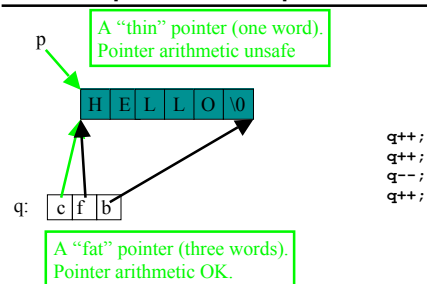 A “thin” pointer (one word).
Pointer arithmetic unsafe
p
H E L L O \0
q++;
q++;
q--;
q++;
q: c f b
A “fat” pointer (three words).
Pointer arithmetic OK.